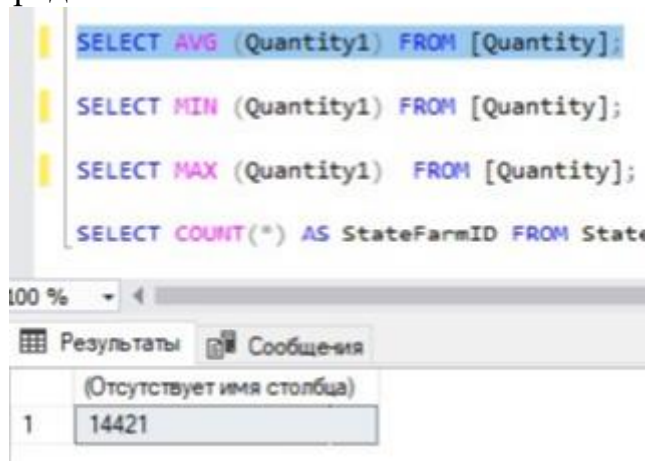 SELECT AVG (Quantity1) FROM [Quantity];
SELECT MIN (Quantity1) FROM [Quantity];
SELECT MAX (Quantity1) FROM [Quantity];
SELECT COUNT(*) AS StateFarmID FROM State
100 %
Результаты Сообщения
(Отсутствует имя столбца)
1 14421